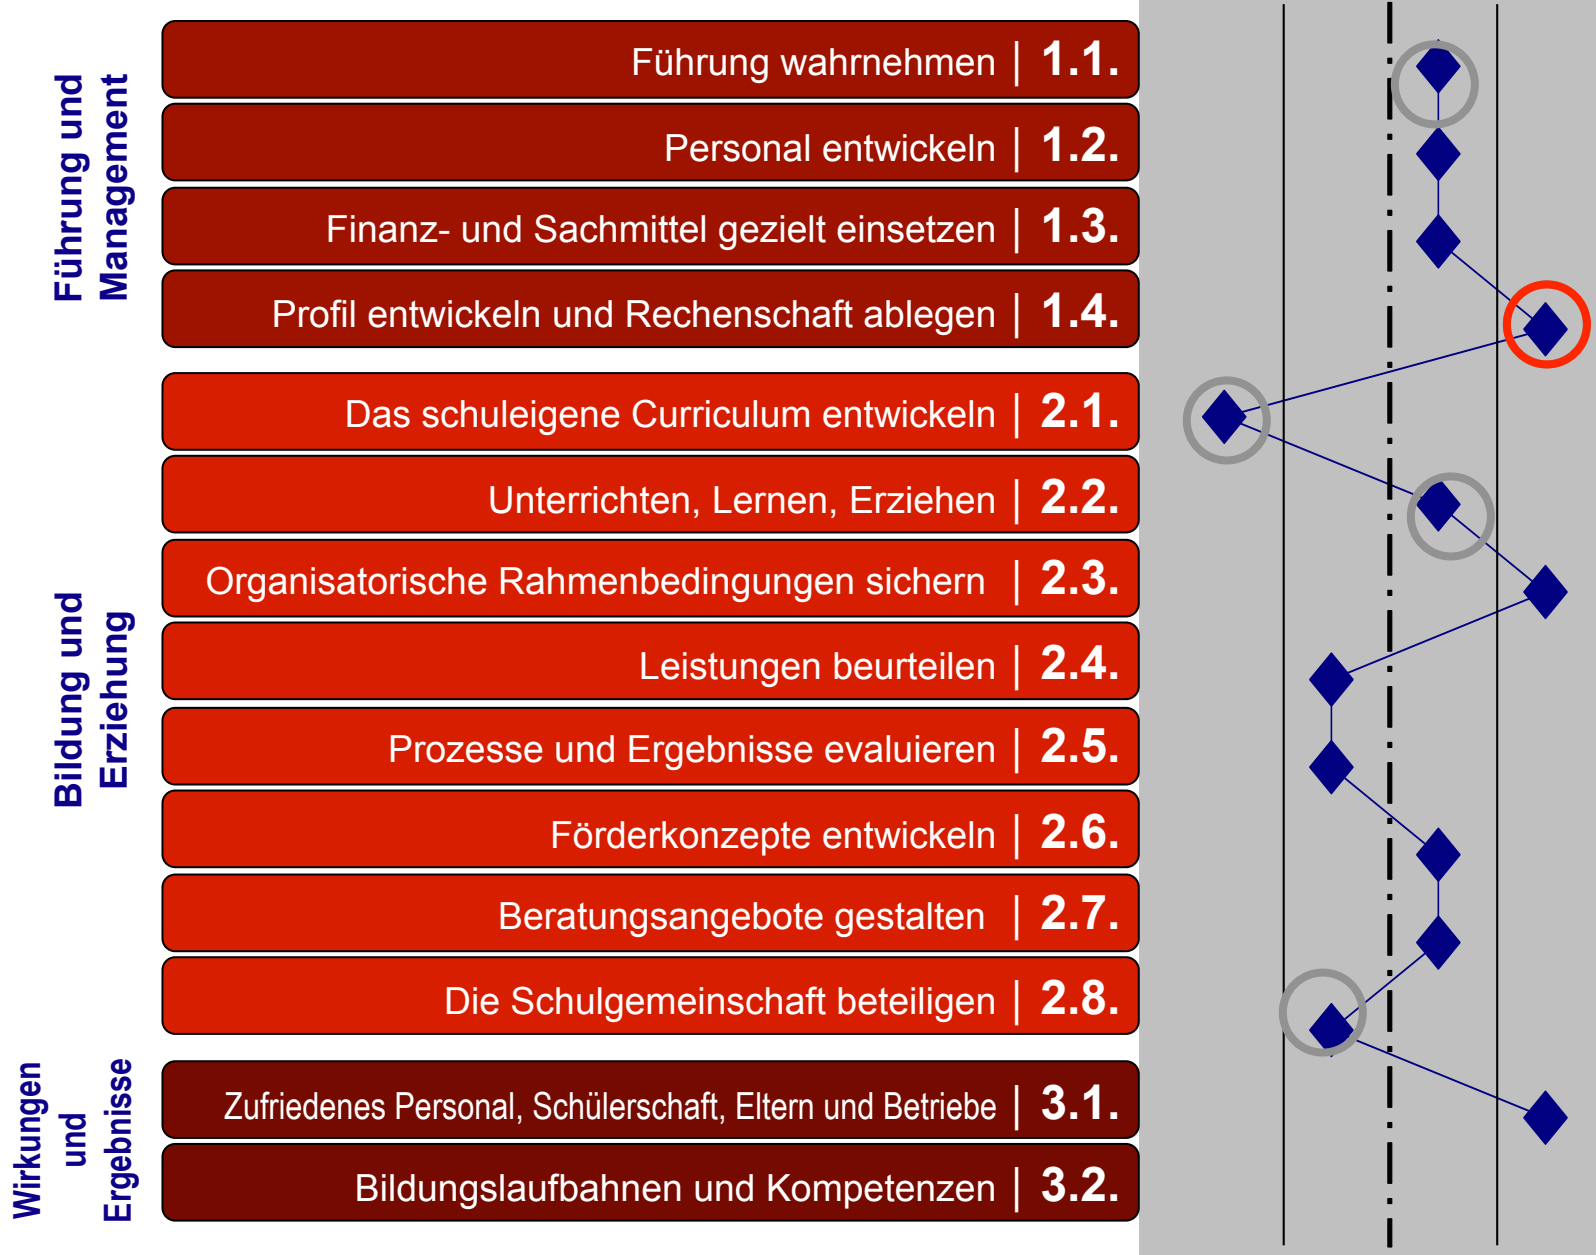 Führung und
Management
Führung wahrnehmen | 1.1.
Personal entwickeln | 1.2.
Finanz- und Sachmittel gezielt einsetzen | 1.3.
Profil entwickeln und Rechenschaft ablegen | 1.4.
Bildung und
Erziehung
Das schuleigene Curriculum entwickeln | 2.1.
Unterrichten, Lernen, Erziehen | 2.2.
Organisatorische Rahmenbedingungen sichern | 2.3.
Leistungen beurteilen | 2.4.
Prozesse und Ergebnisse evaluieren | 2.5.
Förderkonzepte entwickeln | 2.6.
Beratungsangebote gestalten | 2.7.
Die Schulgemeinschaft beteiligen | 2.8.
Wirkungen
und
Ergebnisse
Zufriedenes Personal, Schülerschaft, Eltern und Betriebe | 3.1.
Bildungslaufbahnen und Kompetenzen | 3.2.